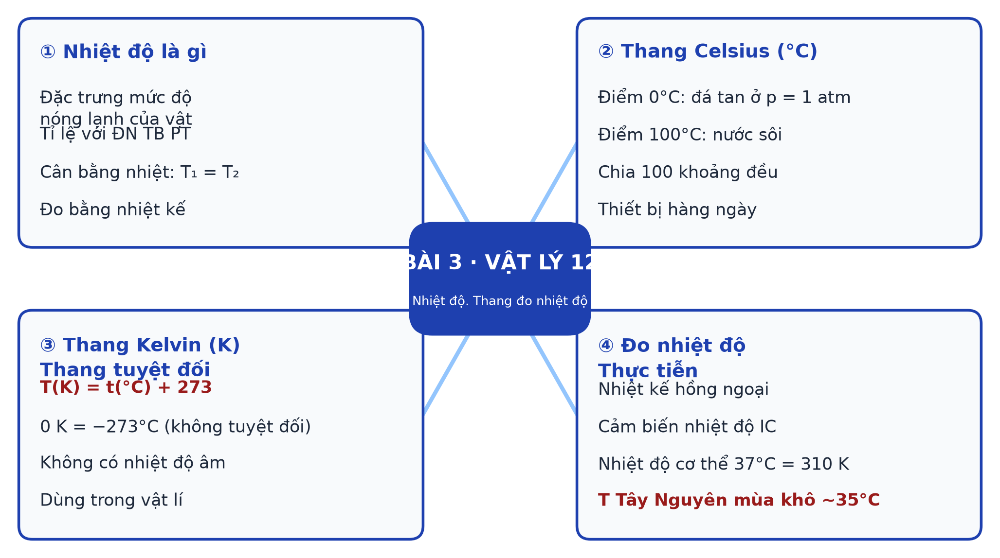 ① Nhiệt độ là gì
Đặc trưng mức độ
nóng lạnh của vật
Tỉ lệ với ĐN TB PT
Cân bằng nhiệt: T₁ = T₂
Đo bằng nhiệt kế
② Thang Celsius (°C)
Điểm 0°C: đá tan ở p = 1 atm
Điểm 100°C: nước sôi
Chia 100 khoảng đều
Thiết bị hàng ngày
BÀI 3 · VẬT LÝ 12
Nhiệt độ. Thang đo nhiệt độ
③ Thang Kelvin (K)
Thang tuyệt đối
T(K) = t(°C) + 273
0 K = −273°C (không tuyệt đối)
Không có nhiệt độ âm
Dùng trong vật lí
④ Đo nhiệt độ
Thực tiễn
Nhiệt kế hồng ngoại
Cảm biến nhiệt độ IC
Nhiệt độ cơ thể 37°C = 310 K
T Tây Nguyên mùa khô ~35°C